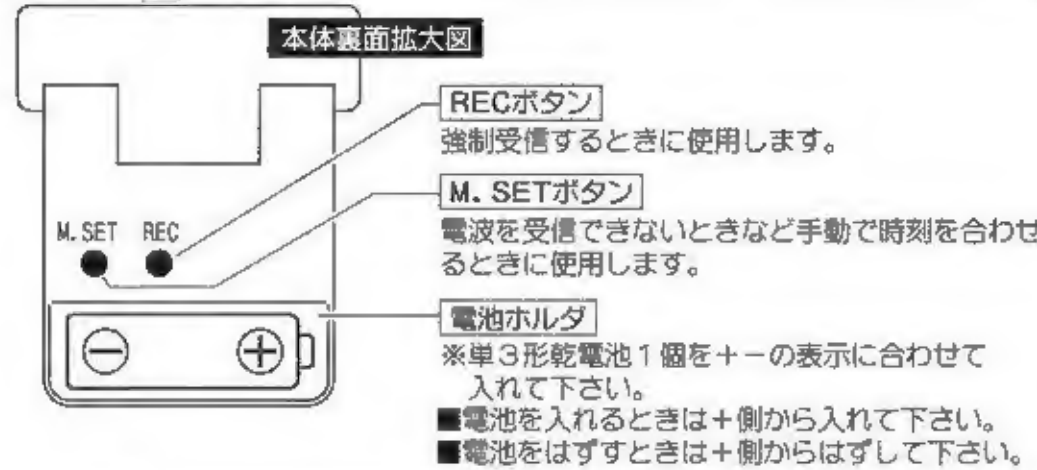 本体裏面拡大図
RECボタン
強制受信するときに使用します。
M. SETボタン
電波を受信できないときなど手動で時刻を合わせ
るときに使用します。
M. SET REC
電池ホルダ
※単3形乾電池1個を+−の表示に合わせて
入れて下さい。
■電池を入れるときは+側から入れて下さい。
■電池をはずすときは+側からはずして下さい。
− +